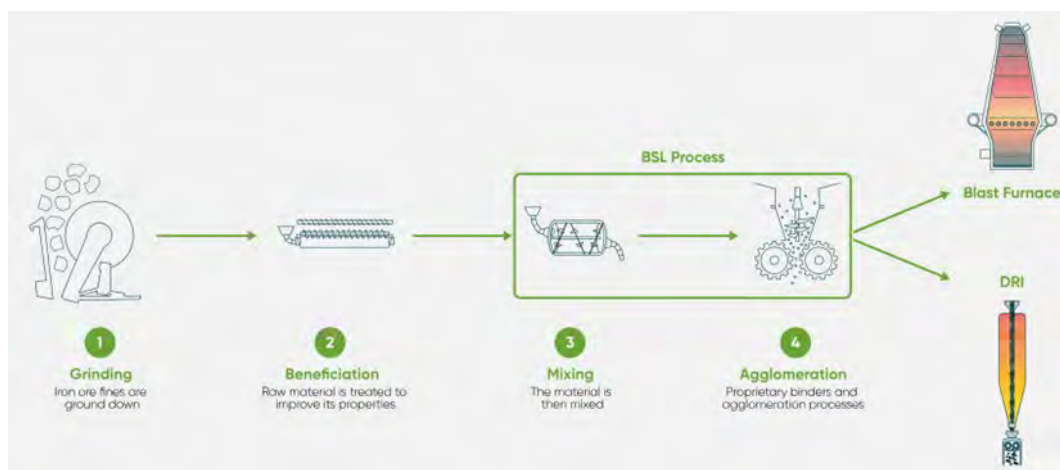 BSL Process
Blast Furnace
DRI
1
Grinding
Iron ore fines are
ground down
2
Beneficiation
Raw material is treated to
improve its properties
3
Mixing
The material is
then mixed
4
Agglomeration
Proprietary binders and
agglomeration processes